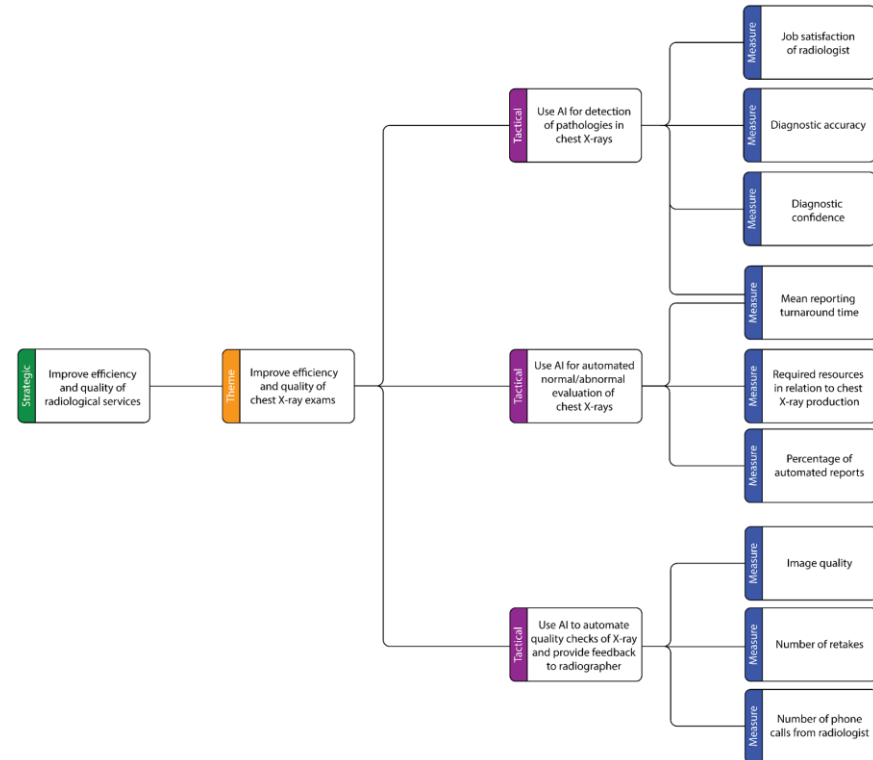 Strategic
Improve efficiency
and quality of
radiological services
Theme
Improve efficiency
and quality of
chest X-ray exams
Tactical
Use AI for detection
of pathologies in
chest X-rays
Tactical
Use AI for automated
normal/abnormal
evaluation of
chest X-rays
Tactical
Use AI to automate
quality checks of X-ray
and provide feedback
to radiographer
Measure
Job satisfaction
of radiologist
Measure
Diagnostic accuracy
Measure
Diagnostic
confidence
Measure
Mean reporting
turnaround time
Measure
Required resources
in relation to chest
X-ray production
Measure
Percentage of
automated reports
Measure
Image quality
Measure
Number of retakes
Measure
Number of phone
calls from radiologist